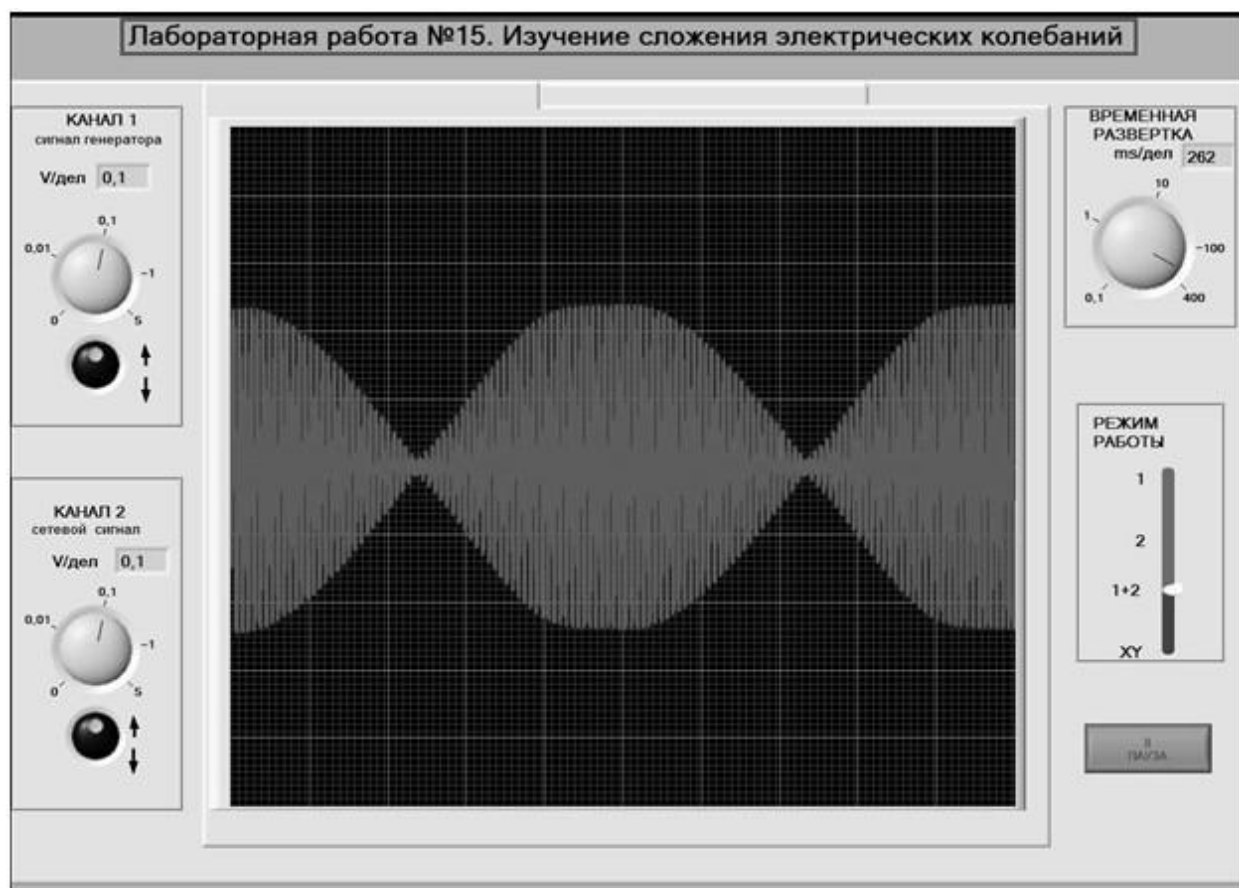 Лабораторная работа №15. Изучение сложения электрических колебаний
КАНАЛ 1
сигнал генератора
V/дел 0,1
0,1
0,01
1
0
5
КАНАЛ 2
сетевой сигнал
V/дел 0,1
0,1
0,01
1
0
5
ВРЕМЕННАЯ
РАЗВЕРТКА
ms/дел 262
10
1
100
0,1
400
РЕЖИМ
РАБОТЫ
1
2
1+2
XY
ПАУЗА